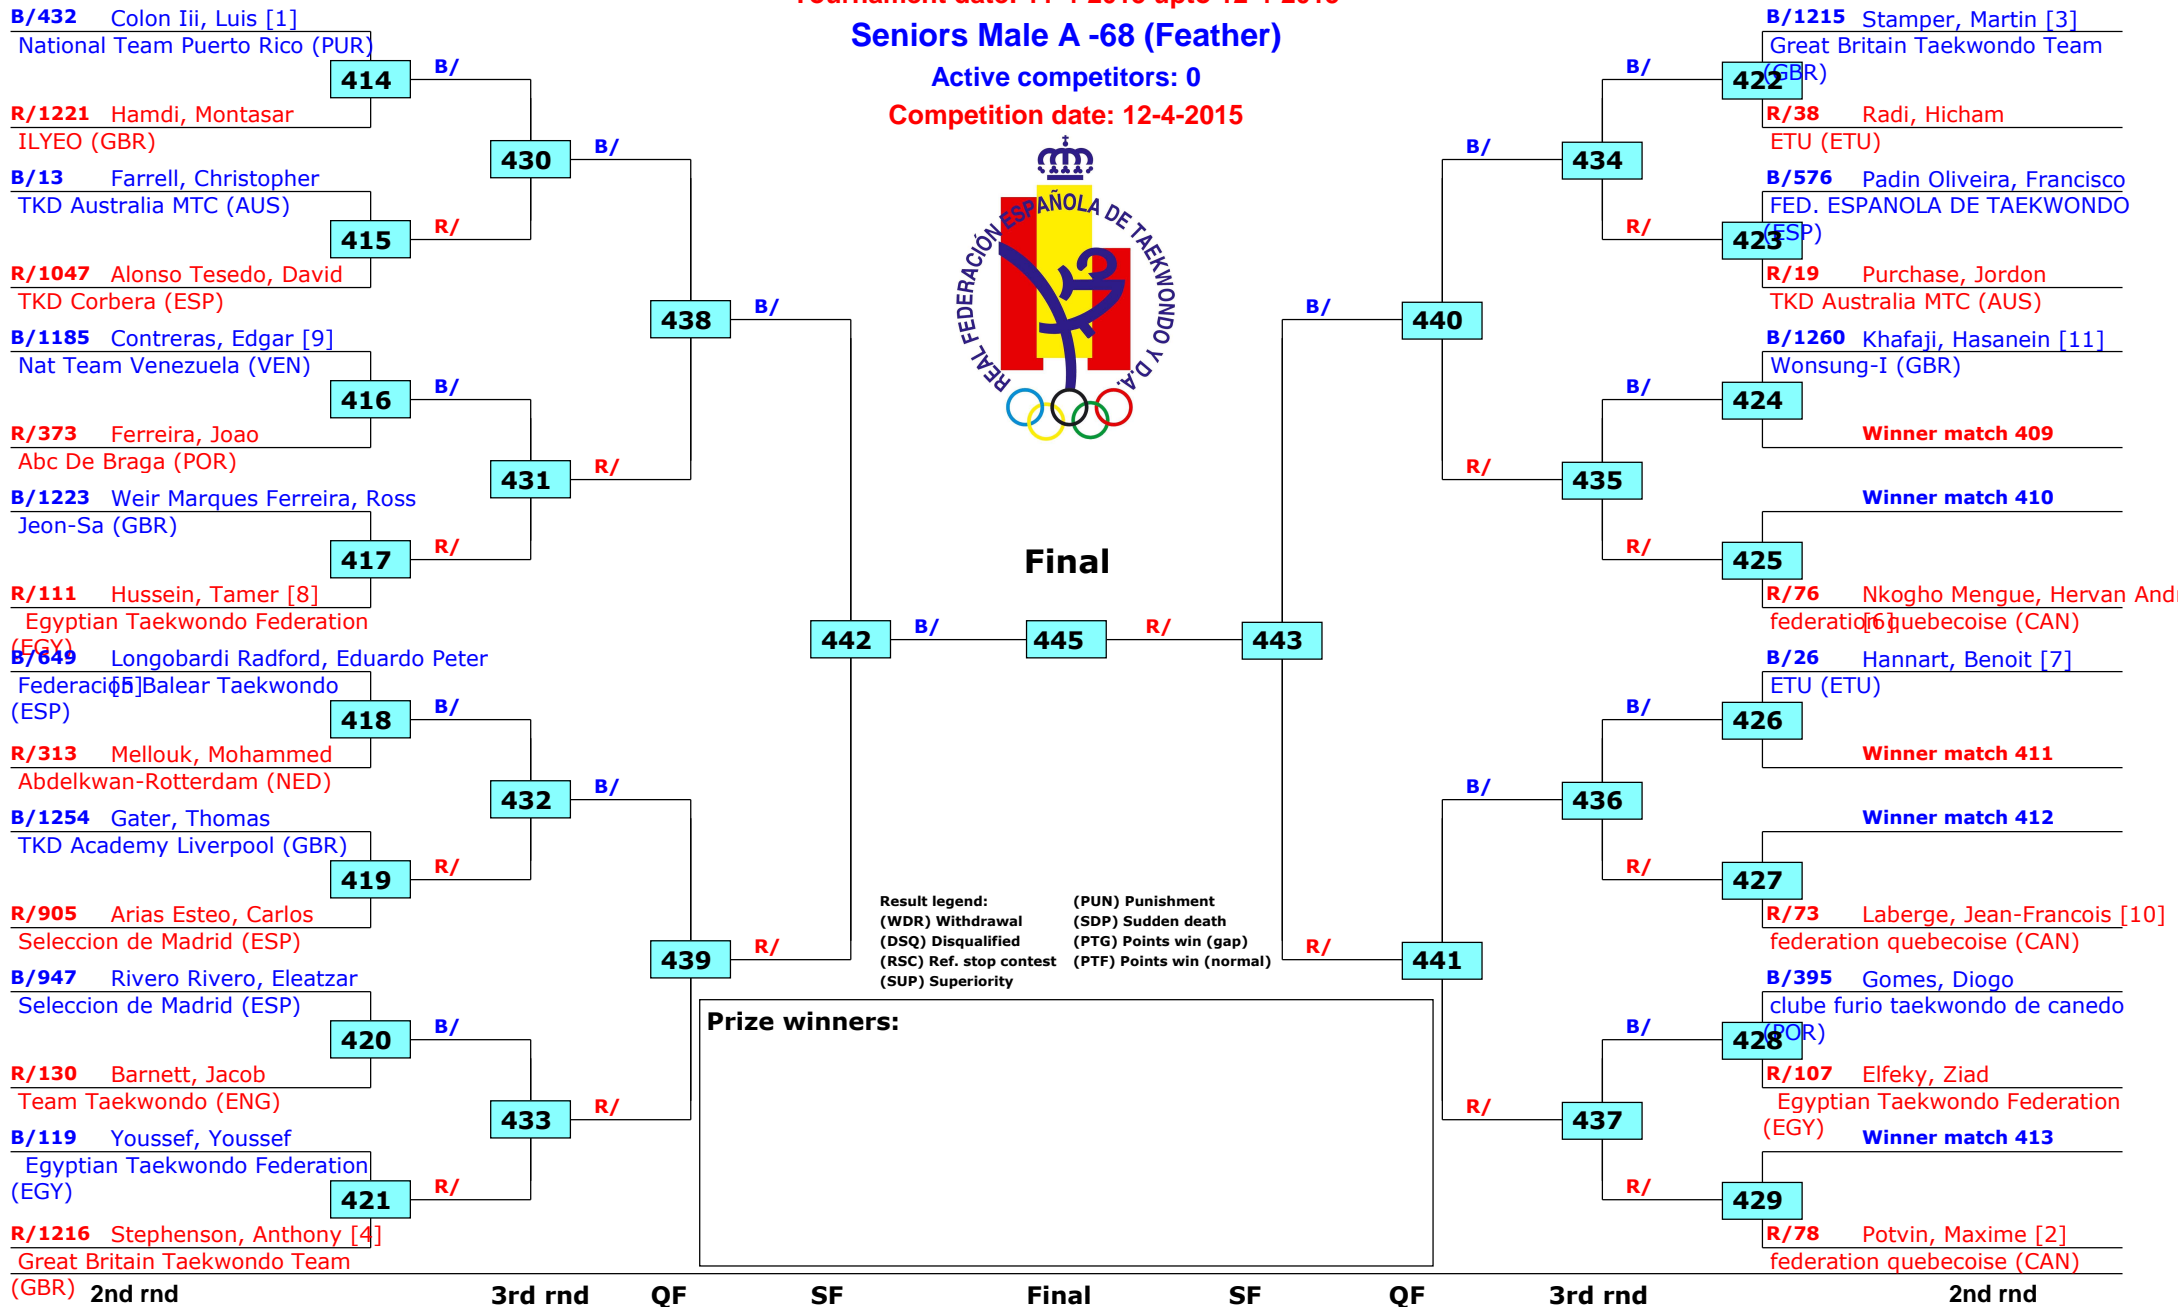 Tournament date: 11-4-2015 upto 12-4-2015
Seniors Male A -68 (Feather)
Active competitors: 0
Competition date: 12-4-2015
REAL FEDERACIÓN ESPAÑOLA DE TAEKWONDO Y D.A.
B/432 Colon Iii, Luis [1]
National Team Puerto Rico (PUR)
414
B/
R/1221 Hamdi, Montasar
ILYEO (GBR)
430
B/
B/13 Farrell, Christopher
TKD Australia MTC (AUS)
415
R/
R/1047 Alonso Tesedo, David
TKD Corbera (ESP)
438
B/
B/1185 Contreras, Edgar [9]
Nat Team Venezuela (VEN)
416
B/
R/373 Ferreira, Joao
Abc De Braga (POR)
431
R/
B/1223 Weir Marques Ferreira, Ross
Jeon-Sa (GBR)
417
R/
R/111 Hussein, Tamer [8]
Egyptian Taekwondo Federation
(EGY)
442
B/
B/649 Longobardi Radford, Eduardo Peter
[5]
Federación Balear Taekwondo
(ESP)
418
B/
R/313 Mellouk, Mohammed
Abdelkwan-Rotterdam (NED)
432
B/
B/1254 Gater, Thomas
TKD Academy Liverpool (GBR)
419
R/
R/905 Arias Esteo, Carlos
Seleccion de Madrid (ESP)
439
R/
B/947 Rivero Rivero, Eleatzar
Seleccion de Madrid (ESP)
420
B/
R/130 Barnett, Jacob
Team Taekwondo (ENG)
433
R/
B/119 Youssef, Youssef
Egyptian Taekwondo Federation
(EGY)
421
R/
R/1216 Stephenson, Anthony [4]
Great Britain Taekwondo Team
(GBR)
Final
445
R/
443
B/1215 Stamper, Martin [3]
Great Britain Taekwondo Team
(GBR)
422
B/
R/38 Radi, Hicham
ETU (ETU)
434
B/
B/576 Padin Oliveira, Francisco
FED. ESPANOLA DE TAEKWONDO
(ESP)
423
R/
R/19 Purchase, Jordon
TKD Australia MTC (AUS)
440
B/
B/1260 Khafaji, Hasanein [11]
Wonsung-I (GBR)
424
B/
Winner match 409
435
R/
Winner match 410
425
R/
R/76 Nkogho Mengue, Hervan Andr
[6]
federation quebecoise (CAN)
B/26 Hannart, Benoit [7]
ETU (ETU)
426
B/
Winner match 411
436
B/
Winner match 412
427
R/
R/73 Laberge, Jean-Francois [10]
federation quebecoise (CAN)
441
R/
B/395 Gomes, Diogo
clube furio taekwondo de canedo
(POR)
428
B/
R/107 Elfeky, Ziad
Egyptian Taekwondo Federation
(EGY)
437
R/
Winner match 413
429
R/
R/78 Potvin, Maxime [2]
federation quebecoise (CAN)
Result legend:
(WDR) Withdrawal
(DSQ) Disqualified
(RSC) Ref. stop contest
(SUP) Superiority
(PUN) Punishment
(SDP) Sudden death
(PTG) Points win (gap)
(PTF) Points win (normal)
Prize winners:
2nd rnd 3rd rnd QF SF Final SF QF 3rd rnd 2nd rnd